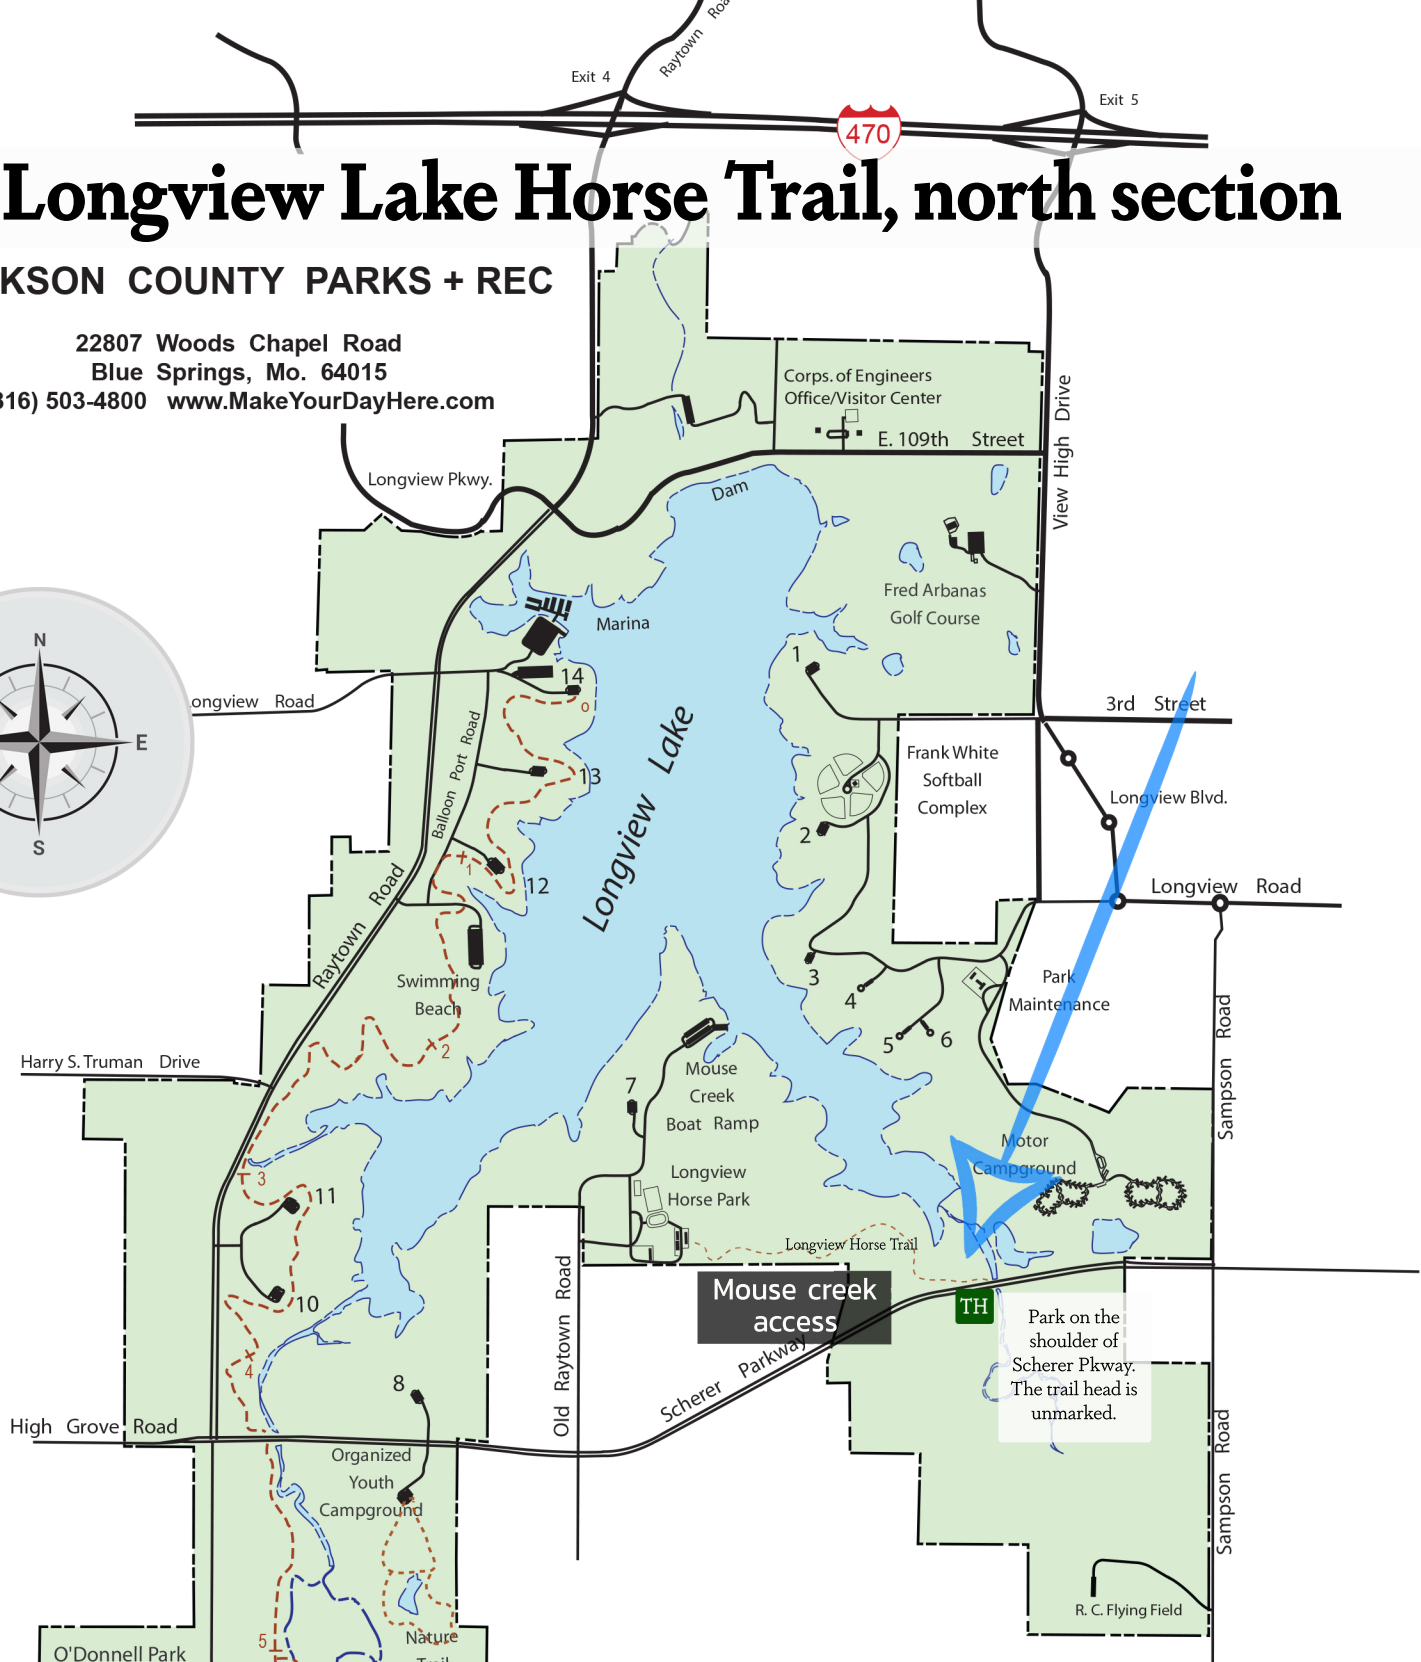 Exit 4
Raytown Roa
Exit 5
470
Longview Lake Horse Trail, north section
KSON COUNTY PARKS + REC
22807 Woods Chapel Road
Blue Springs, Mo. 64015
816) 503-4800 www.MakeYourDayHere.com
Corps. of Engineers
Office/Visitor Center
E. 109th Street
View High Drive
Longview Pkwy.
Dam
Fred Arbanas
Golf Course
Marina
N
E
S
ongview Road
14
0
1
3rd Street
Balloon Port Road
13
Longview Lake
Frank White
Softball
Complex
Longview Blvd.
2
1
12
Raytown Road
Longview Road
Swimming
Beach
3
4
5
6
Park
Maintenance
Sampson Road
2
Harry S. Truman Drive
Mouse
Creek
Boat Ramp
7
Motor
Campground
3
11
Longview
Horse Park
Longview Horse Trail
Old Raytown Road
Mouse creek
access
TH
Park on the
shoulder of
Scherer Pkway.
The trail head is
unmarked.
10
4
8
Scherer Parkway
High Grove Road
Organized
Youth
Campground
Sampson Road
R. C. Flying Field
5
O'Donnell Park
Nature
Trail